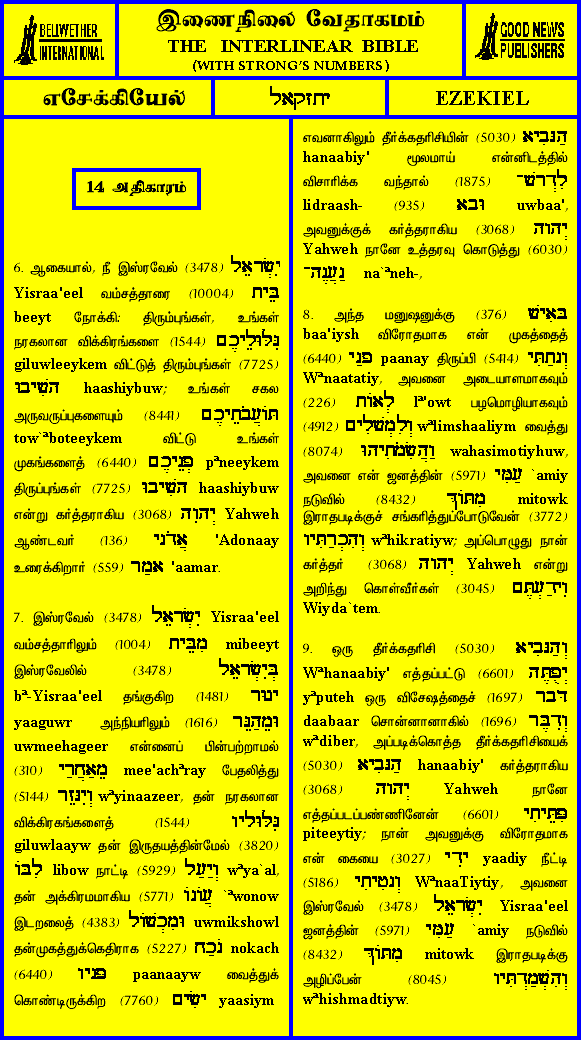 BELLWETHER
INTERNATIONAL
இணைநிலை வேதாகமம்
THE INTERLINEAR BIBLE
(WITH STRONG'S NUMBERS)
GOOD NEWS
PUBLISHERS
எசேக்கியேல்
יחזקאל
EZEKIEL
14 அதிகாரம்
6. ஆகையால், நீ இஸ்ரவேல் (3478) יִשְׂרָאֵל
Yisraa'eel வம்சத்தாரை (10004) בֵּית
beeyt நோக்கி: திரும்புங்கள், உங்கள்
நரகலான விக்கிரங்களை (1544) גִּלּוּלֵיכֶם
giluwleeykem விட்டுத் திரும்புங்கள் (7725)
הָשִׁיבוּ haashiybuw; உங்கள் சகல
அருவருப்புகளையும் (8441) תּוֹעֲבֹתֵיכֶם
tow`ªboteeykem விட்டு உங்கள்
முகங்களைத் (6440) פְנֵיכֶם pªneeykem
திருப்புங்கள் (7725) הָשִׁיבוּ haashiybuw
என்று கர்த்தராகிய (3068) יְהוִה Yahweh
ஆண்டவர் (136) אֲדֹנָי 'Adonaay
உரைக்கிறார் (559) אָמַר 'aamar.
7. இஸ்ரவேல் (3478) יִשְׂרָאֵל Yisraa'eel
வம்சத்தாரிலும் (1004) מִבֵּית mibeeyt
இஸ்ரவேலில் (3478) בְּיִשְׂרָאֵל
bª-Yisraa'eel தங்குகிற (1481) יָגוּר
yaaguwr அந்நியரிலும் (1616) וּמֵהַגֵּר
uwmeehageer என்னைப் பின்பற்றாமல்
(310) מֵאַחֲרַי mee'achªray பேதலித்து
(5144) וְיִנָּזֵר wªyinaazeer, தன் நரகலான
விக்கிரகங்களைத் (1544) גִלּוּלָיו
giluwlaayw தன் இருதயத்தின்மேல் (3820)
לִבּוֹ libow நாட்டி (5929) וְיַעַל wªya`al,
தன் அக்கிரமமாகிய (5771) עֲוֹנוֹ `ªwonow
இடறலைத் (4383) וּמִכְשׁוֹל uwmikshowl
தன்முகத்துக்கெதிராக (5227) נֹכַח nokach
(6440) פָּנָיו paanaayw வைத்துக்
கொண்டிருக்கிற (7760) יָשִׂים yaasiym
எவனாகிலும் தீர்க்கதரிசியின் (5030) הַנָּבִיא
hanaabiy' மூலமாய் என்னிடத்தில்
விசாரிக்க வந்தால் (1875) לִדְרָשׁ־
lidraash- (935) וּבָא uwbaa',
அவனுக்குக் கர்த்தராகிய (3068) יְהוָה
Yahweh நானே உத்தரவு கொடுத்து (6030)
נַעֲנֶה־ na`ªneh-,
8. அந்த மனுஷனுக்கு (376) בָּאִישׁ
baa'iysh விரோதமாக என் முகத்தைத்
(6440) פָנַי paanay திருப்பி (5414) וְנָתַתִּי
Wªnaatatiy, அவனை அடையாளமாகவும்
(226) לְאוֹת lª'owt பழமொழியாகவும்
(4912) וְלִמְשָׁלִים wªlimshaaliym வைத்து
(8074) וַהֲשִׂמֹתִיהוּ wahasimotiyhuw,
அவனை என் ஜனத்தின் (5971) עַמִּי `amiy
நடுவில் (8432) מִתּוֹךְ mitowk
இராதபடிக்குச் சங்கரித்துப்போடுவேன் (3772)
וְהִכְרַתִּיו wªhikratiyw; அப்பொழுது நான்
கர்த்தர் (3068) יְהוָה Yahweh என்று
அறிந்து கொள்வீர்கள் (3045) וִידַעְתֶּם
Wiyda`tem.
9. ஒரு தீர்க்கதரிசி (5030) וְהַנָּבִיא
Wªhanaabiy' எத்தப்பட்டு (6601) יְפֻתֶּה
yªputeh ஒரு விசேஷத்தைச் (1697) דָּבָר
daabaar சொன்னானாகில் (1696) וְדִבֶּר
wªdiber, அப்படிக்கொத்த தீர்க்கதரிசியைக்
(5030) הַנָּבִיא hanaabiy' கர்த்தராகிய
(3068) יְהוָה Yahweh நானே
எத்தப்படப்பண்ணினேன் (6601) פִּתֵּיתִי
piteeytiy; நான் அவனுக்கு விரோதமாக
என் கையை (3027) יָדִי yaadiy நீட்டி
(5186) וְנָטִיתִי WªnaaTiytiy, அவனை
இஸ்ரவேல் (3478) יִשְׂרָאֵל Yisraa'eel
ஜனத்தின் (5971) עַמִּי `amiy நடுவில்
(8432) מִתּוֹךְ mitowk இராதபடிக்கு
அழிப்பேன் (8045) וְהִשְׁמַדְתִּיו
wªhishmadtiyw.